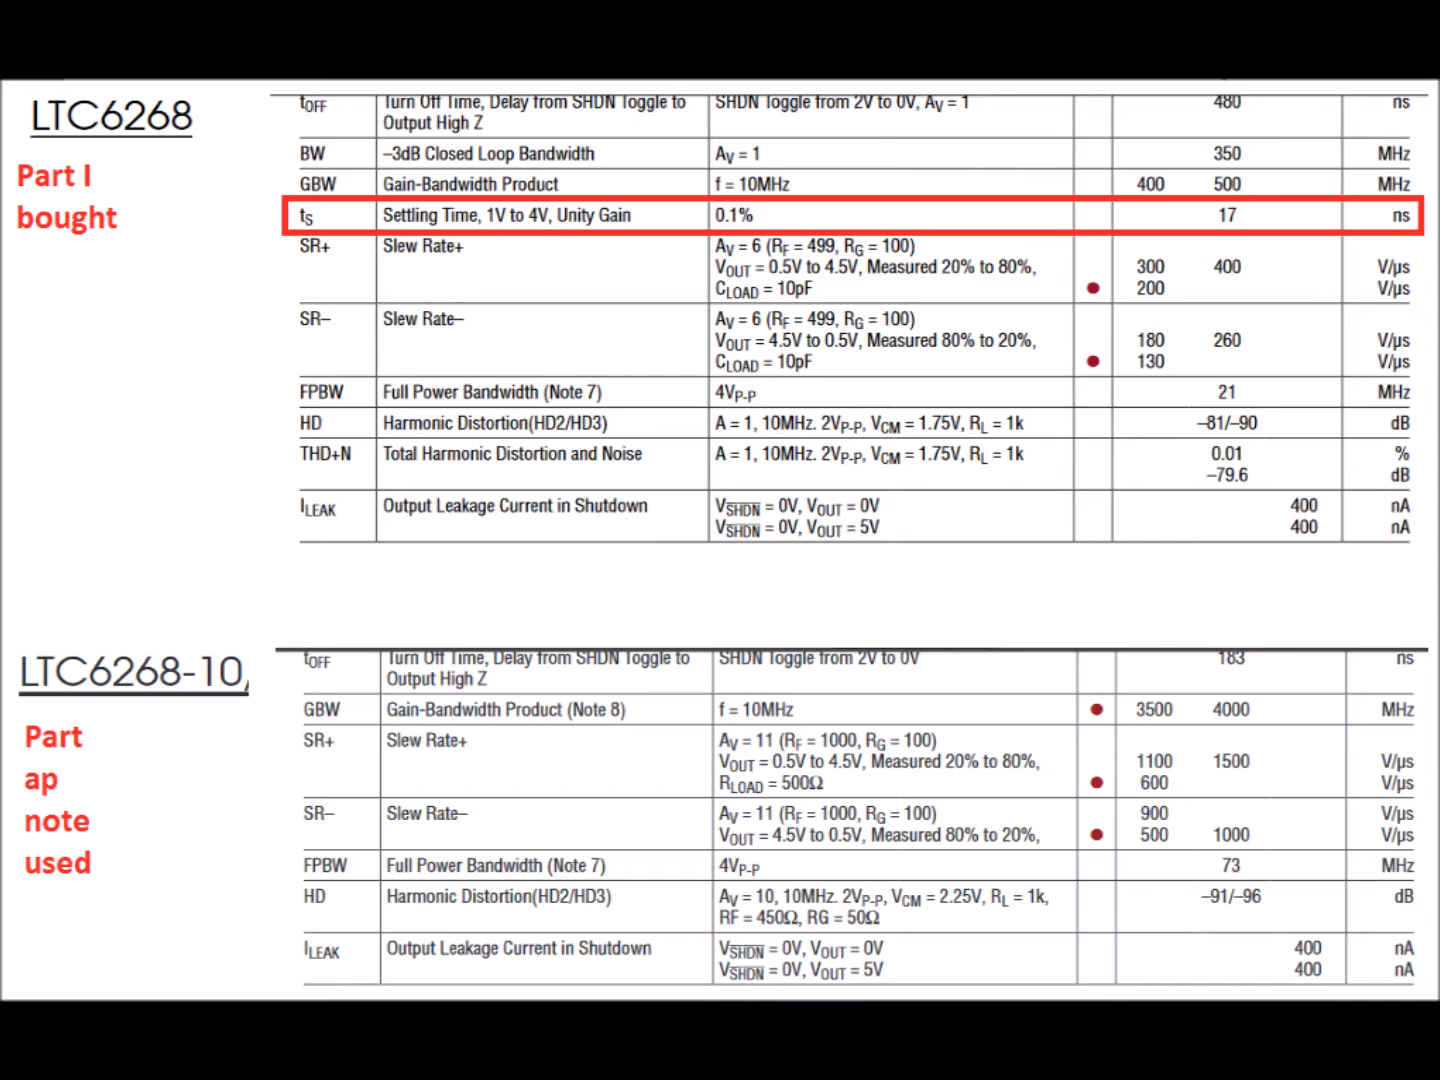 LTC6268
Part I
bought
tOFF Turn Off Time, Delay from SHDN Toggle to SHDN Toggle from 2V to 0V, AV = 1 480 ns
Output High Z
BW –3dB Closed Loop Bandwidth AV = 1 350 MHz
GBW Gain-Bandwidth Product f = 10MHz 400 500 MHz
tS Settling Time, 1V to 4V, Unity Gain 0.1% 17 ns
SR+ Slew Rate+ AV = 6 (RF = 499, RG = 100)
VOUT = 0.5V to 4.5V, Measured 20% to 80%, 300 400 V/µs
CLOAD = 10pF ● 200 V/µs
SR– Slew Rate– AV = 6 (RF = 499, RG = 100)
VOUT = 4.5V to 0.5V, Measured 80% to 20%, 180 260 V/µs
CLOAD = 10pF ● 130 V/µs
FPBW Full Power Bandwidth (Note 7) 4VP-P 21 MHz
HD Harmonic Distortion(HD2/HD3) A = 1, 10MHz. 2VP-P, VCM = 1.75V, RL = 1k –81/–90 dB
THD+N Total Harmonic Distortion and Noise A = 1, 10MHz. 2VP-P, VCM = 1.75V, RL = 1k 0.01 %
–79.6 dB
ILEAK Output Leakage Current in Shutdown VSHDN = 0V, VOUT = 0V 400 nA
VSHDN = 0V, VOUT = 5V 400 nA
LTC6268-10,
Part
ap
note
used
tOFF Turn Off Time, Delay from SHDN Toggle to SHDN Toggle from 2V to 0V 183 ns
Output High Z
GBW Gain-Bandwidth Product (Note 8) f = 10MHz ● 3500 4000 MHz
SR+ Slew Rate+ AV = 11 (RF = 1000, RG = 100)
VOUT = 0.5V to 4.5V, Measured 20% to 80%, 1100 1500 V/µs
RLOAD = 500Ω ● 600 V/µs
SR– Slew Rate– AV = 11 (RF = 1000, RG = 100) 900 V/µs
VOUT = 4.5V to 0.5V, Measured 80% to 20%, ● 500 1000 V/µs
FPBW Full Power Bandwidth (Note 7) 4VP-P 73 MHz
HD Harmonic Distortion(HD2/HD3) AV = 10, 10MHz. 2VP-P, VCM = 2.25V, RL = 1k, –91/–96 dB
RF = 450Ω, RG = 50Ω
ILEAK Output Leakage Current in Shutdown VSHDN = 0V, VOUT = 0V 400 nA
VSHDN = 0V, VOUT = 5V 400 nA